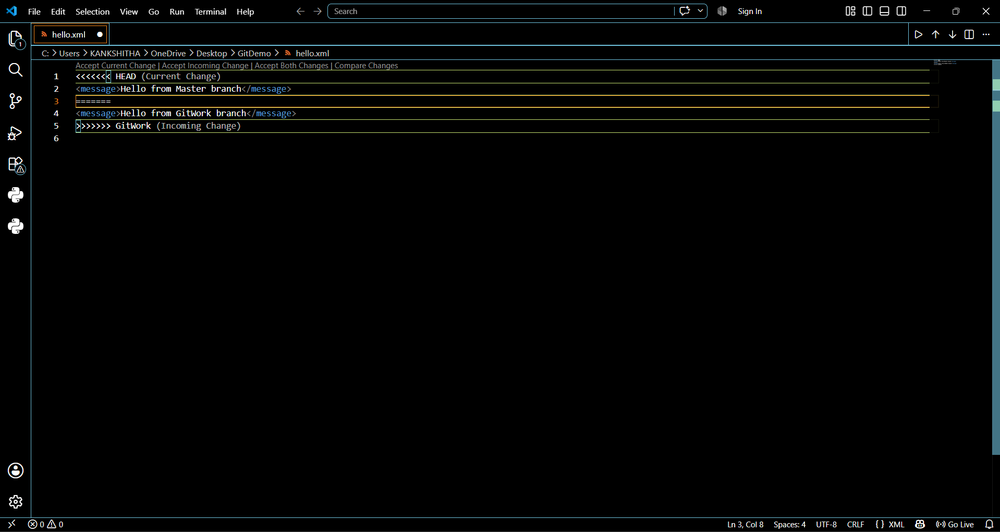 File Edit Selection View Go Run Terminal Help Search Sign In
1
hello.xml
C: > Users > KANKSHITHA > OneDrive > Desktop > GitDemo > hello.xml
Accept Current Change | Accept Incoming Change | Accept Both Changes | Compare Changes
1 <<<<<<< HEAD (Current Change)
2 <message>Hello from Master branch</message>
3 =======
4 <message>Hello from GitWork branch</message>
5 >>>>>>> GitWork (Incoming Change)
6
0 0 Ln 3, Col 8 Spaces: 4 UTF-8 CRLF {} XML Go Live